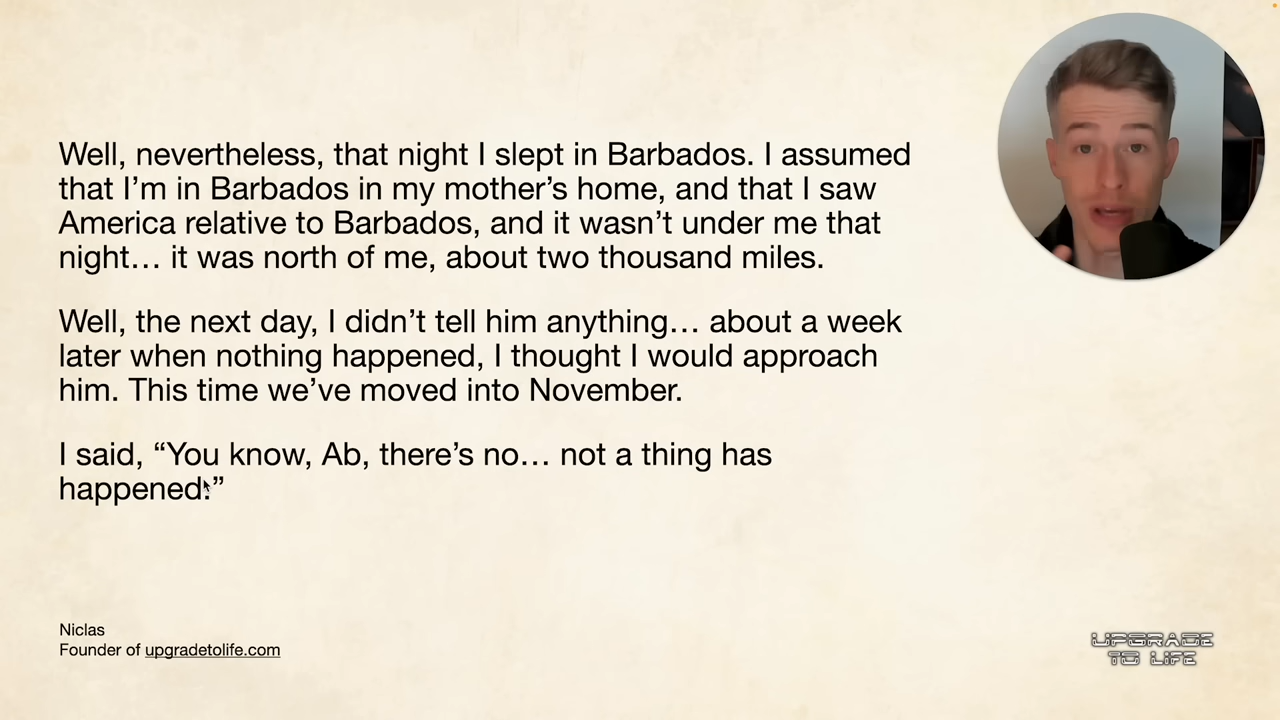 Well, nevertheless, that night I slept in Barbados. I assumed
that I’m in Barbados in my mother’s home, and that I saw
America relative to Barbados, and it wasn’t under me that
night… it was north of me, about two thousand miles.
Well, the next day, I didn’t tell him anything… about a week
later when nothing happened, I thought I would approach
him. This time we’ve moved into November.
I said, “You know, Ab, there’s no… not a thing has
happened.”
Niclas
Founder of upgradetolife.com
UPGRADE
TO LIFE